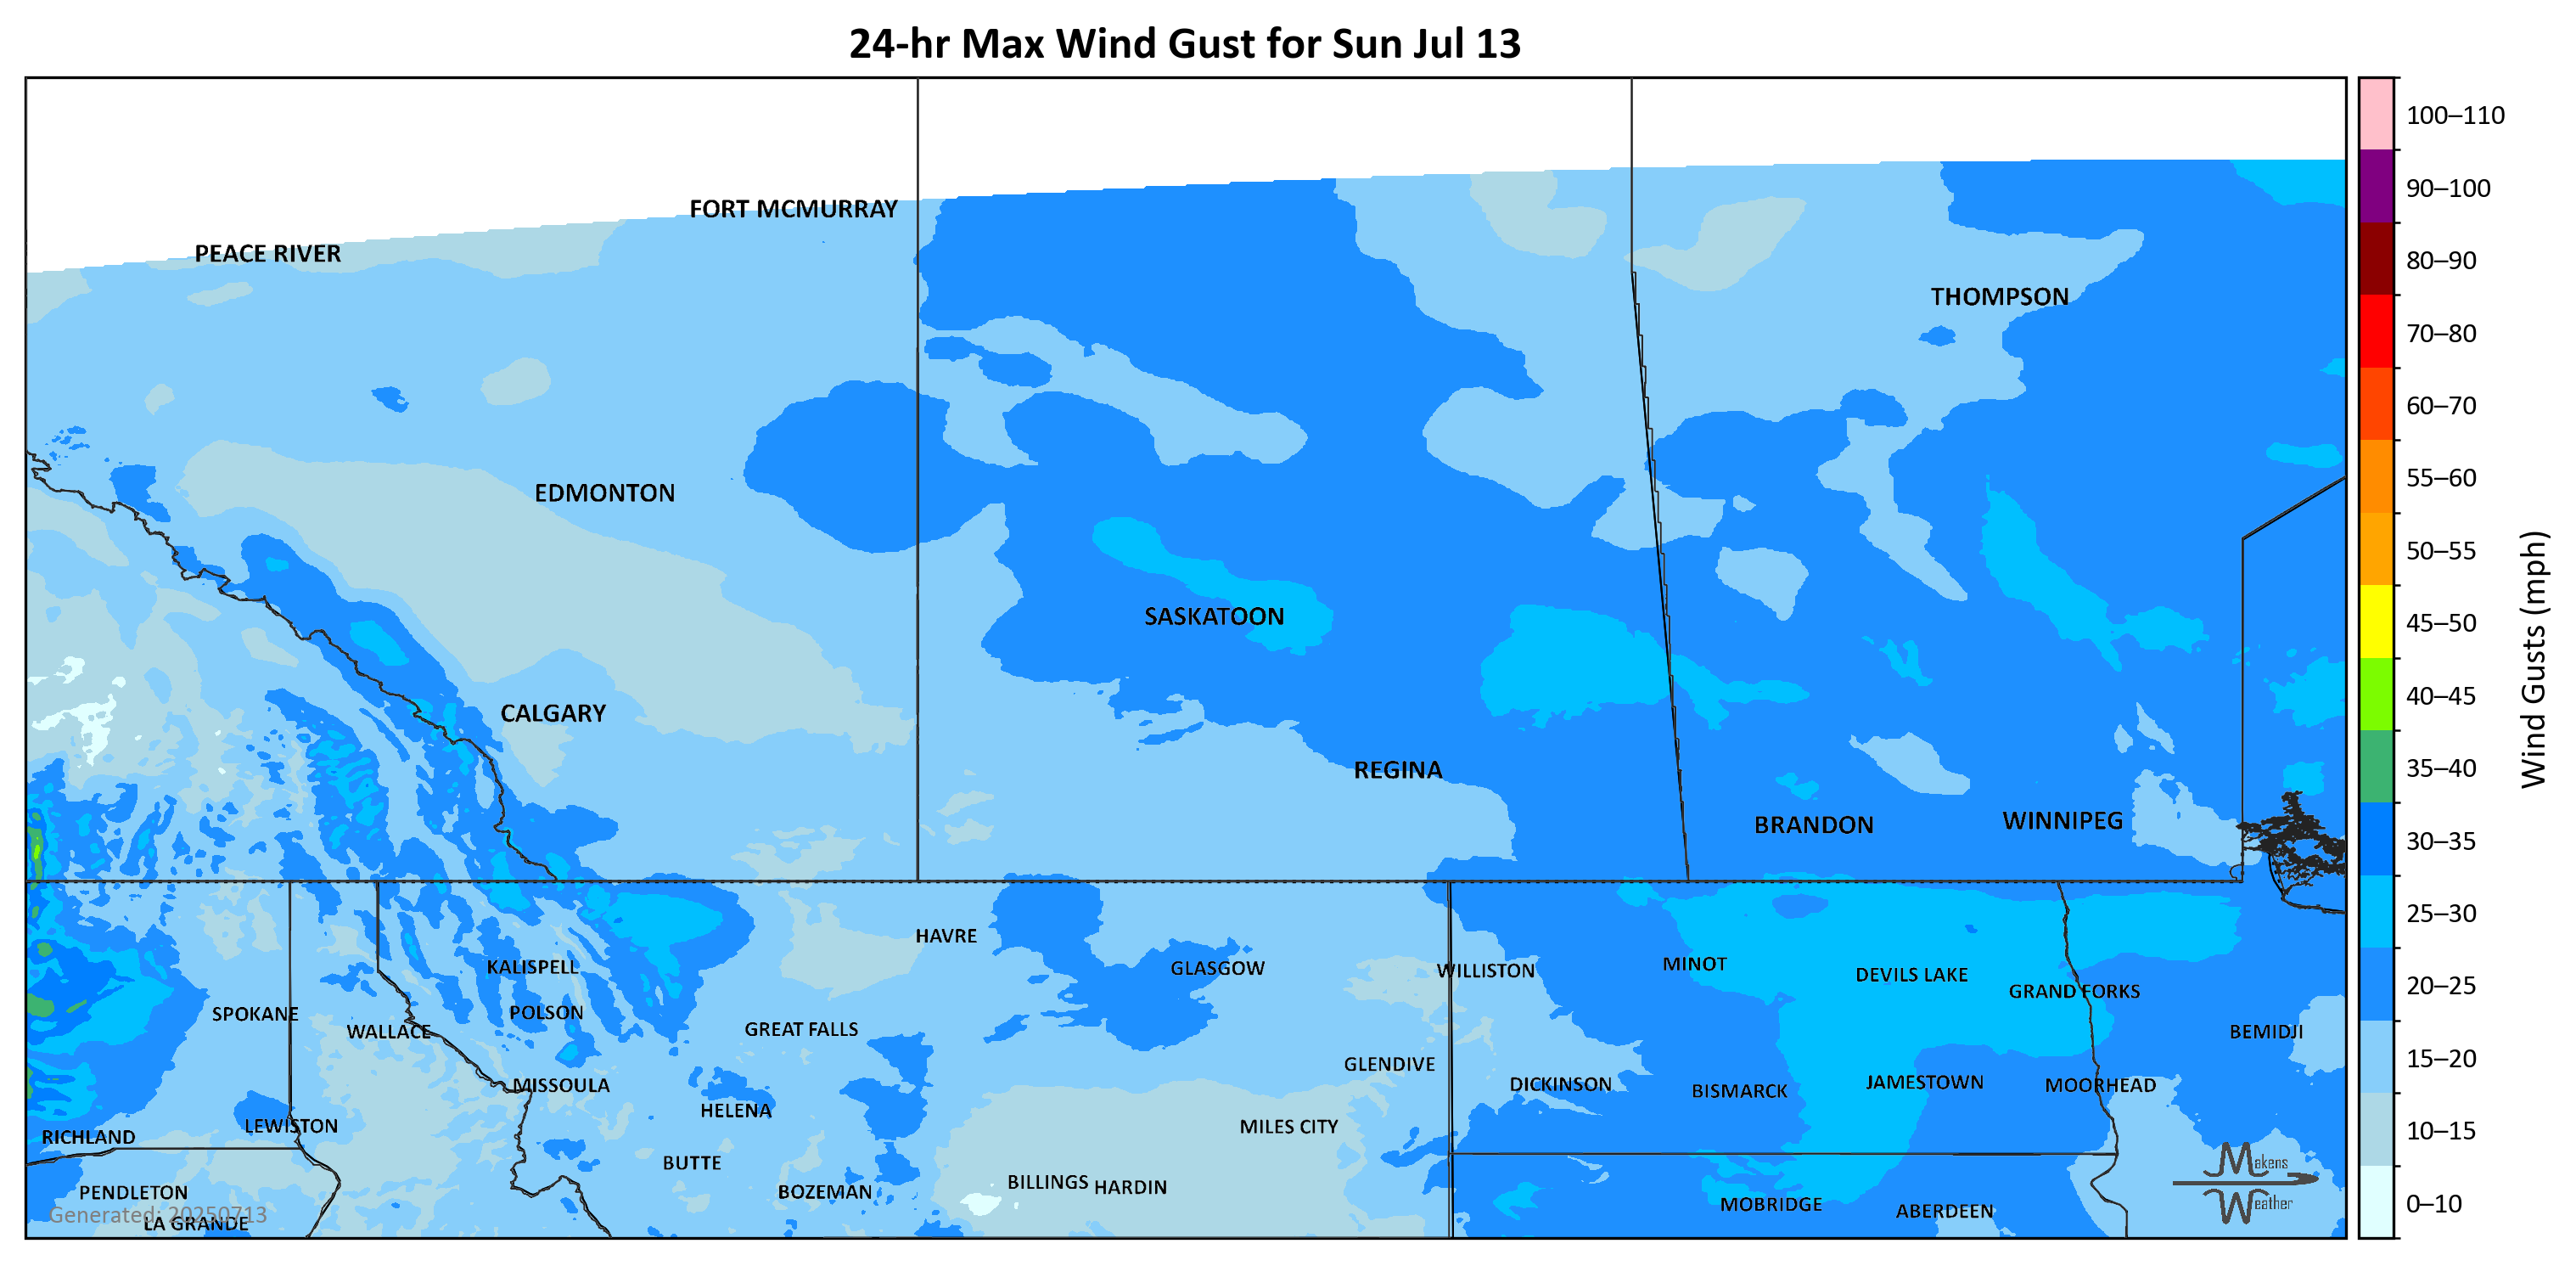 24-hr Max Wind Gust for Sun Jul 13
100–110
90–100
80–90
70–80
60–70
55–60
50–55
45–50
40–45
35–40
30–35
25–30
20–25
15–20
10–15
0–10
Wind Gusts (mph)
FORT MCMURRAY
PEACE RIVER
THOMPSON
EDMONTON
SASKATOON
CALGARY
REGINA
BRANDON
WINNIPEG
HAVRE
KALISPELL
GLASGOW
WILLISTON
MINOT
DEVILS LAKE
GRAND FORKS
SPOKANE
POLSON
WALLACE
GREAT FALLS
BEMIDJI
GLENDIVE
MISSOULA
DICKINSON
BISMARCK
JAMESTOWN
MOORHEAD
HELENA
LEWISTON
MILES CITY
RICHLAND
BUTTE
PENDLETON
BOZEMAN
BILLINGS
HARDIN
MOBRIDGE
ABERDEEN
LA GRANDE
Generated: 20250713
Makens
Weather